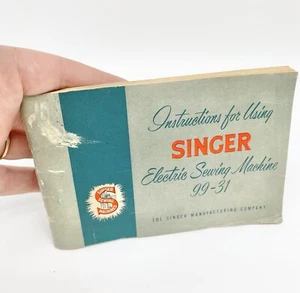 Instructions for Using
SINGER
Electric Sewing Machine
99-31
THE SINGER MANUFACTURING COMPANY
S